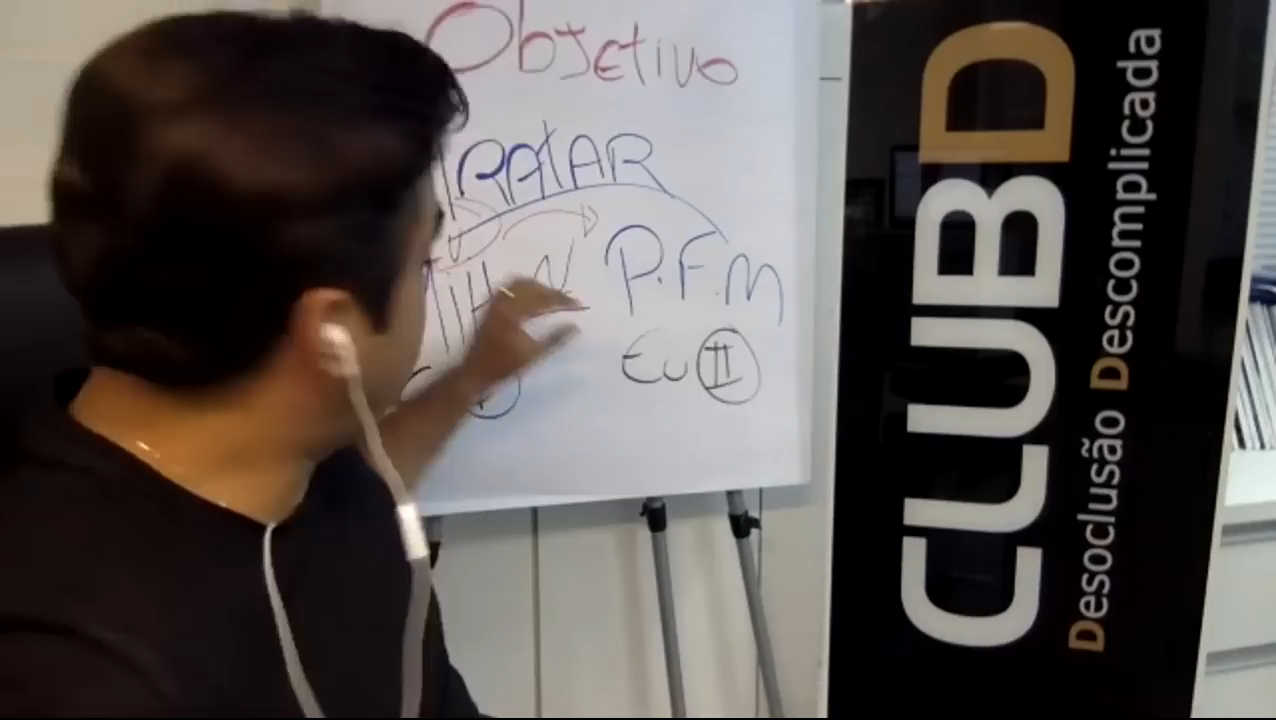 Objetivo
TRATAR
P.F.M
Eu II
CLUBD
Desoclusão Descomplicada